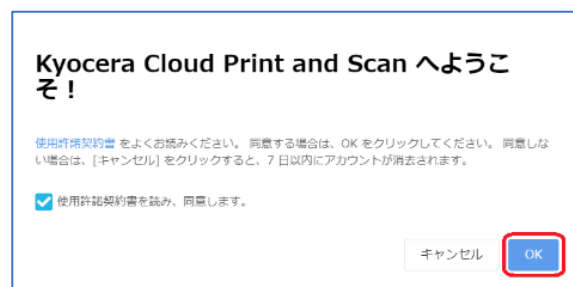 Kyocera Cloud Print and Scan へようこ
そ！
使用許諾契約書 をよくお読みください。 同意する場合は、OK をクリックしてください。 同意しな
い場合は、[キャンセル] をクリックすると、7 日以内にアカウントが消去されます。
使用許諾契約書を読み、同意します。
キャンセル OK